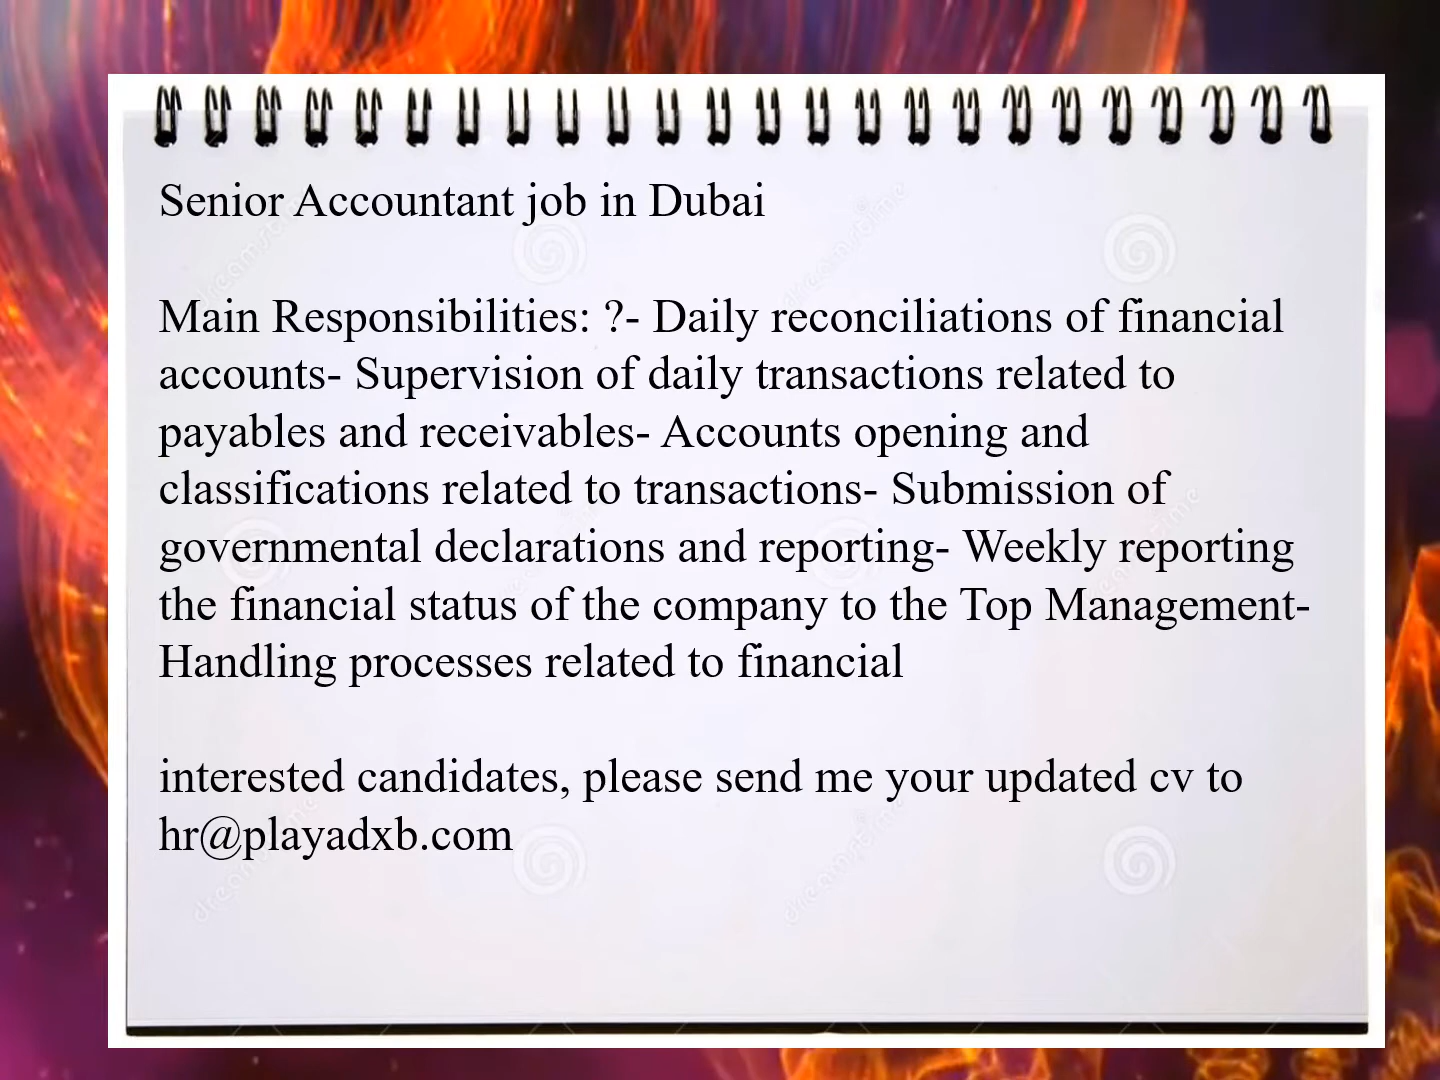 Senior Accountant job in Dubai
Main Responsibilities: ?- Daily reconciliations of financial
accounts- Supervision of daily transactions related to
payables and receivables- Accounts opening and
classifications related to transactions- Submission of
governmental declarations and reporting- Weekly reporting
the financial status of the company to the Top Management-
Handling processes related to financial
interested candidates, please send me your updated cv to
hr@playadxb.com